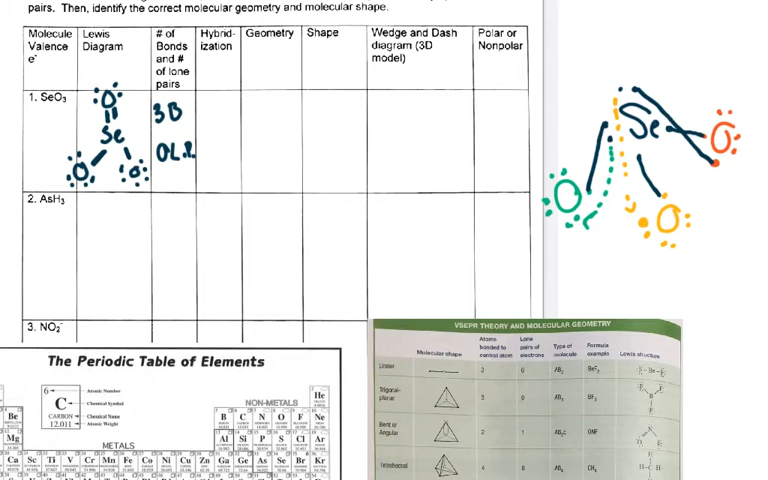 pairs. Then, identify the correct molecular geometry and molecular shape.
Molecule Valence e⁻ | Lewis Diagram | # of Bonds and # of lone pairs | Hybrid-ization | Geometry | Shape | Wedge and Dash diagram (3D model) | Polar or Nonpolar
1. SeO₃
O
Se
O O
3B
OL.P.
2. AsH₃
3. NO₂⁻
Se
O
O
O
The Periodic Table of Elements
6 Atomic Number
C Chemical Symbol
CARBON Chemical Name
12.011 Atomic Weight
NON-METALS
METALS
He
Be B C N O F Ne
Mg Al Si P S Cl Ar
Sc Ti V Cr Mn Fe Co Ni Cu Zn Ga Ge As Se Br Kr
VSEPR THEORY AND MOLECULAR GEOMETRY
Molecular shape | Atoms bonded to central atom | Lone pairs of electrons | Type of molecule | Formula example | Lewis structure
Linear 2 0 AB₂ BeF₂ F Be F
Trigonal-planar 3 0 AB₃ BF₃ F F B F
Bent or Angular 2 1 AB₂E ONF N O F
Tetrahedral 4 0 AB₄ CH₄ H H C H